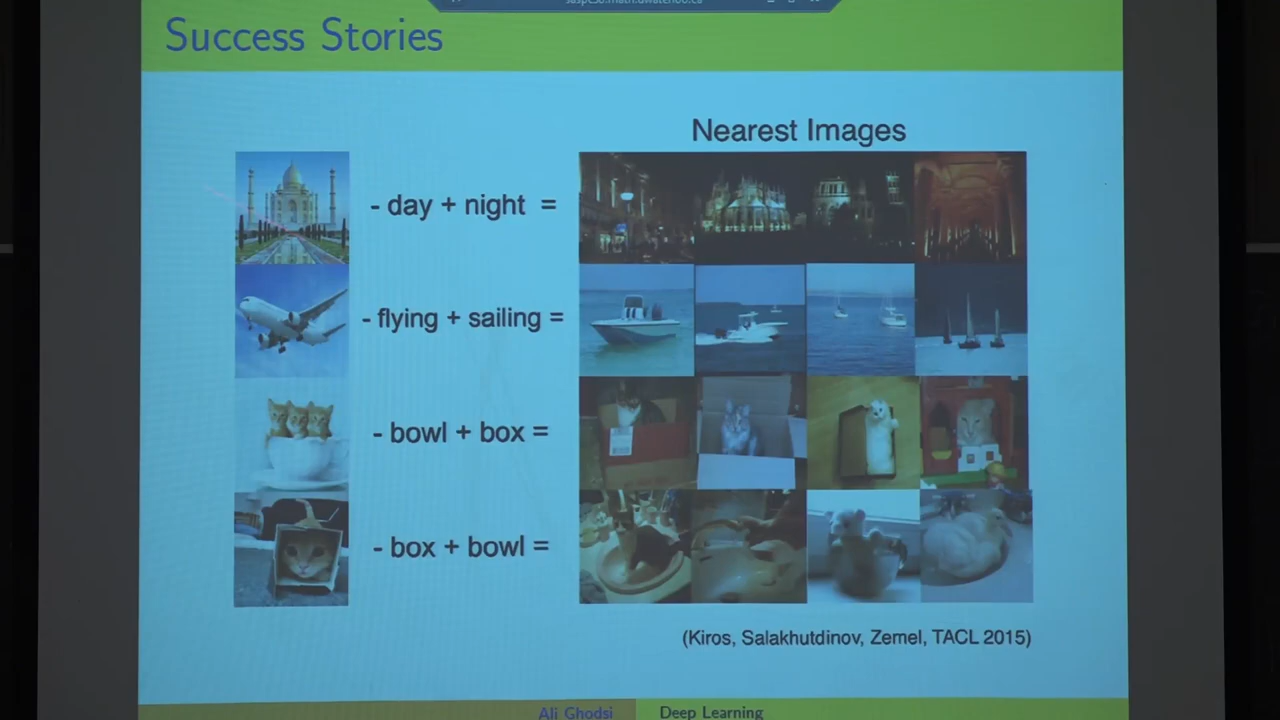 Success Stories
Nearest Images
- day + night =
- flying + sailing =
- bowl + box =
- box + bowl =
(Kiros, Salakhutdinov, Zemel, TACL 2015)
Ali Ghodsi
Deep Learning